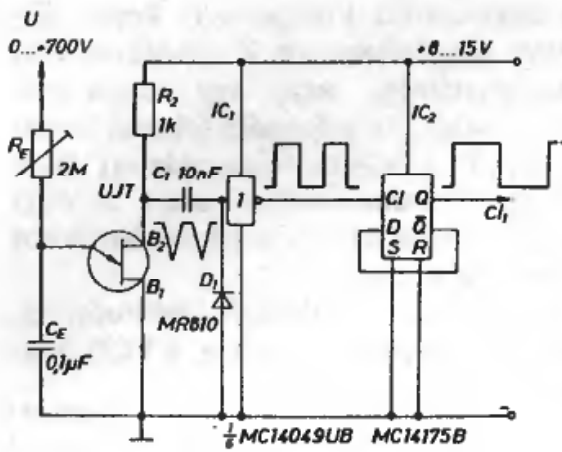 U
0...+700V
+8...15V
R2
1k
IC1
IC2
RE
2M
UJT
C1 10nF
1
Cl Q
D Q̅
S R
Cl1
B2
B1
D1
MR810
CE
0,1µF
1/6 MC14049UB MC14175B